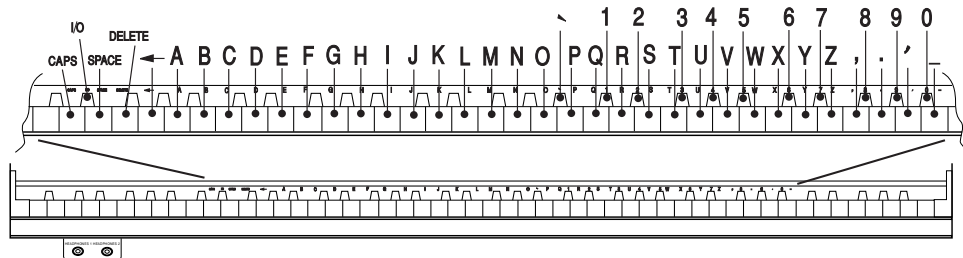 I/O ` 1 2 3 4 5 6 7 8 9 0
DELETE
CAPS SPACE ← A B C D E F G H I J K L M N O P Q R S T U V W X Y Z , . ' _
HEADPHONES 1 HEADPHONES 2